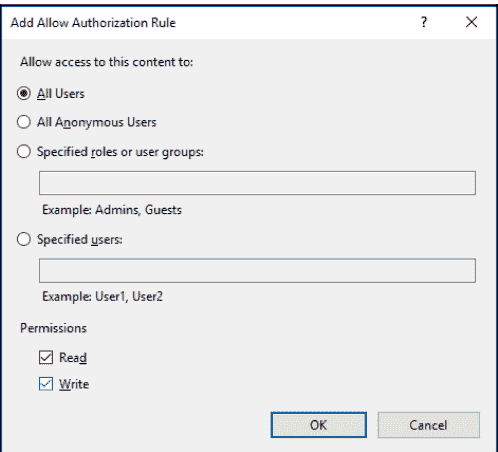 Add Allow Authorization Rule ? ×
Allow access to this content to:
All Users
All Anonymous Users
Specified roles or user groups:
Example: Admins, Guests
Specified users:
Example: User1, User2
Permissions
Read
Write
OK Cancel